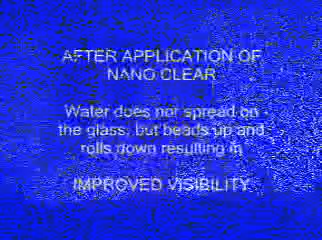 AFTER APPLICATION OF
NANO CLEAR
Water does not spread on
the glass, but beads up and
rolls down resulting in
IMPROVED VISIBILITY